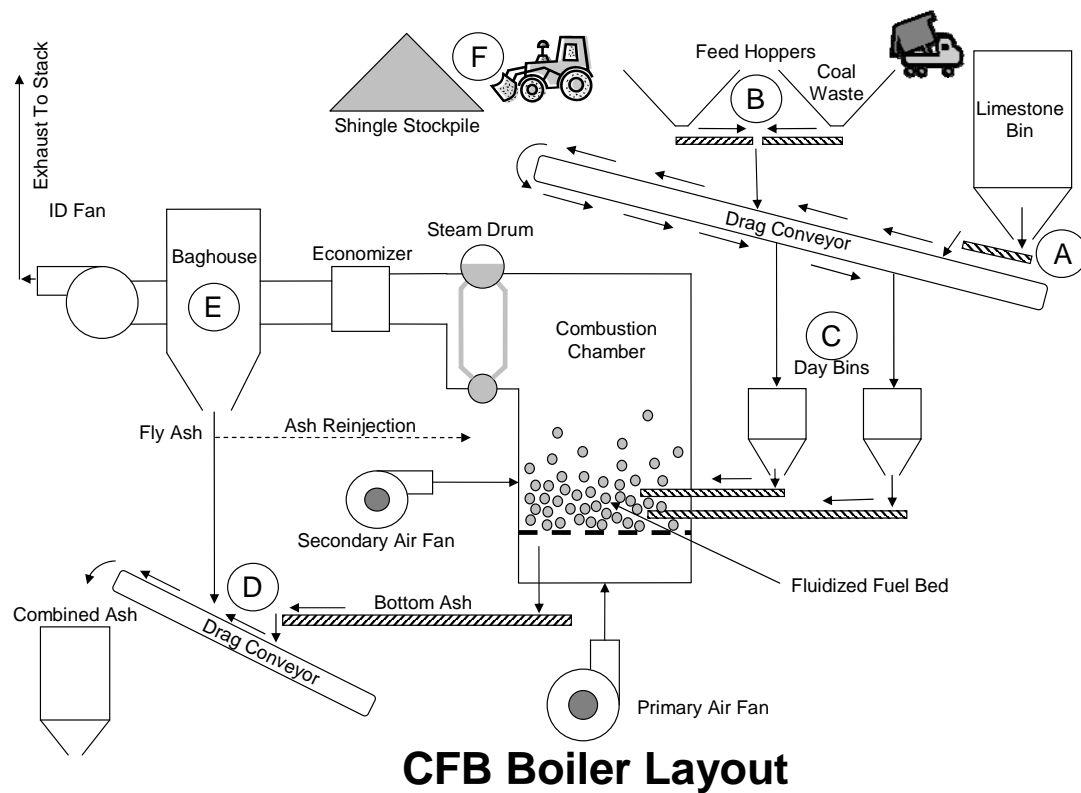 Exhaust To Stack
F
Shingle Stockpile
Feed Hoppers
B
Coal
Waste
Limestone
Bin
A
Drag Conveyor
ID Fan
Baghouse
E
Economizer
Steam Drum
Combustion
Chamber
C
Day Bins
Fly Ash
Ash Reinjection
Secondary Air Fan
Fluidized Fuel Bed
D
Bottom Ash
Combined Ash
Drag Conveyor
Primary Air Fan
CFB Boiler Layout